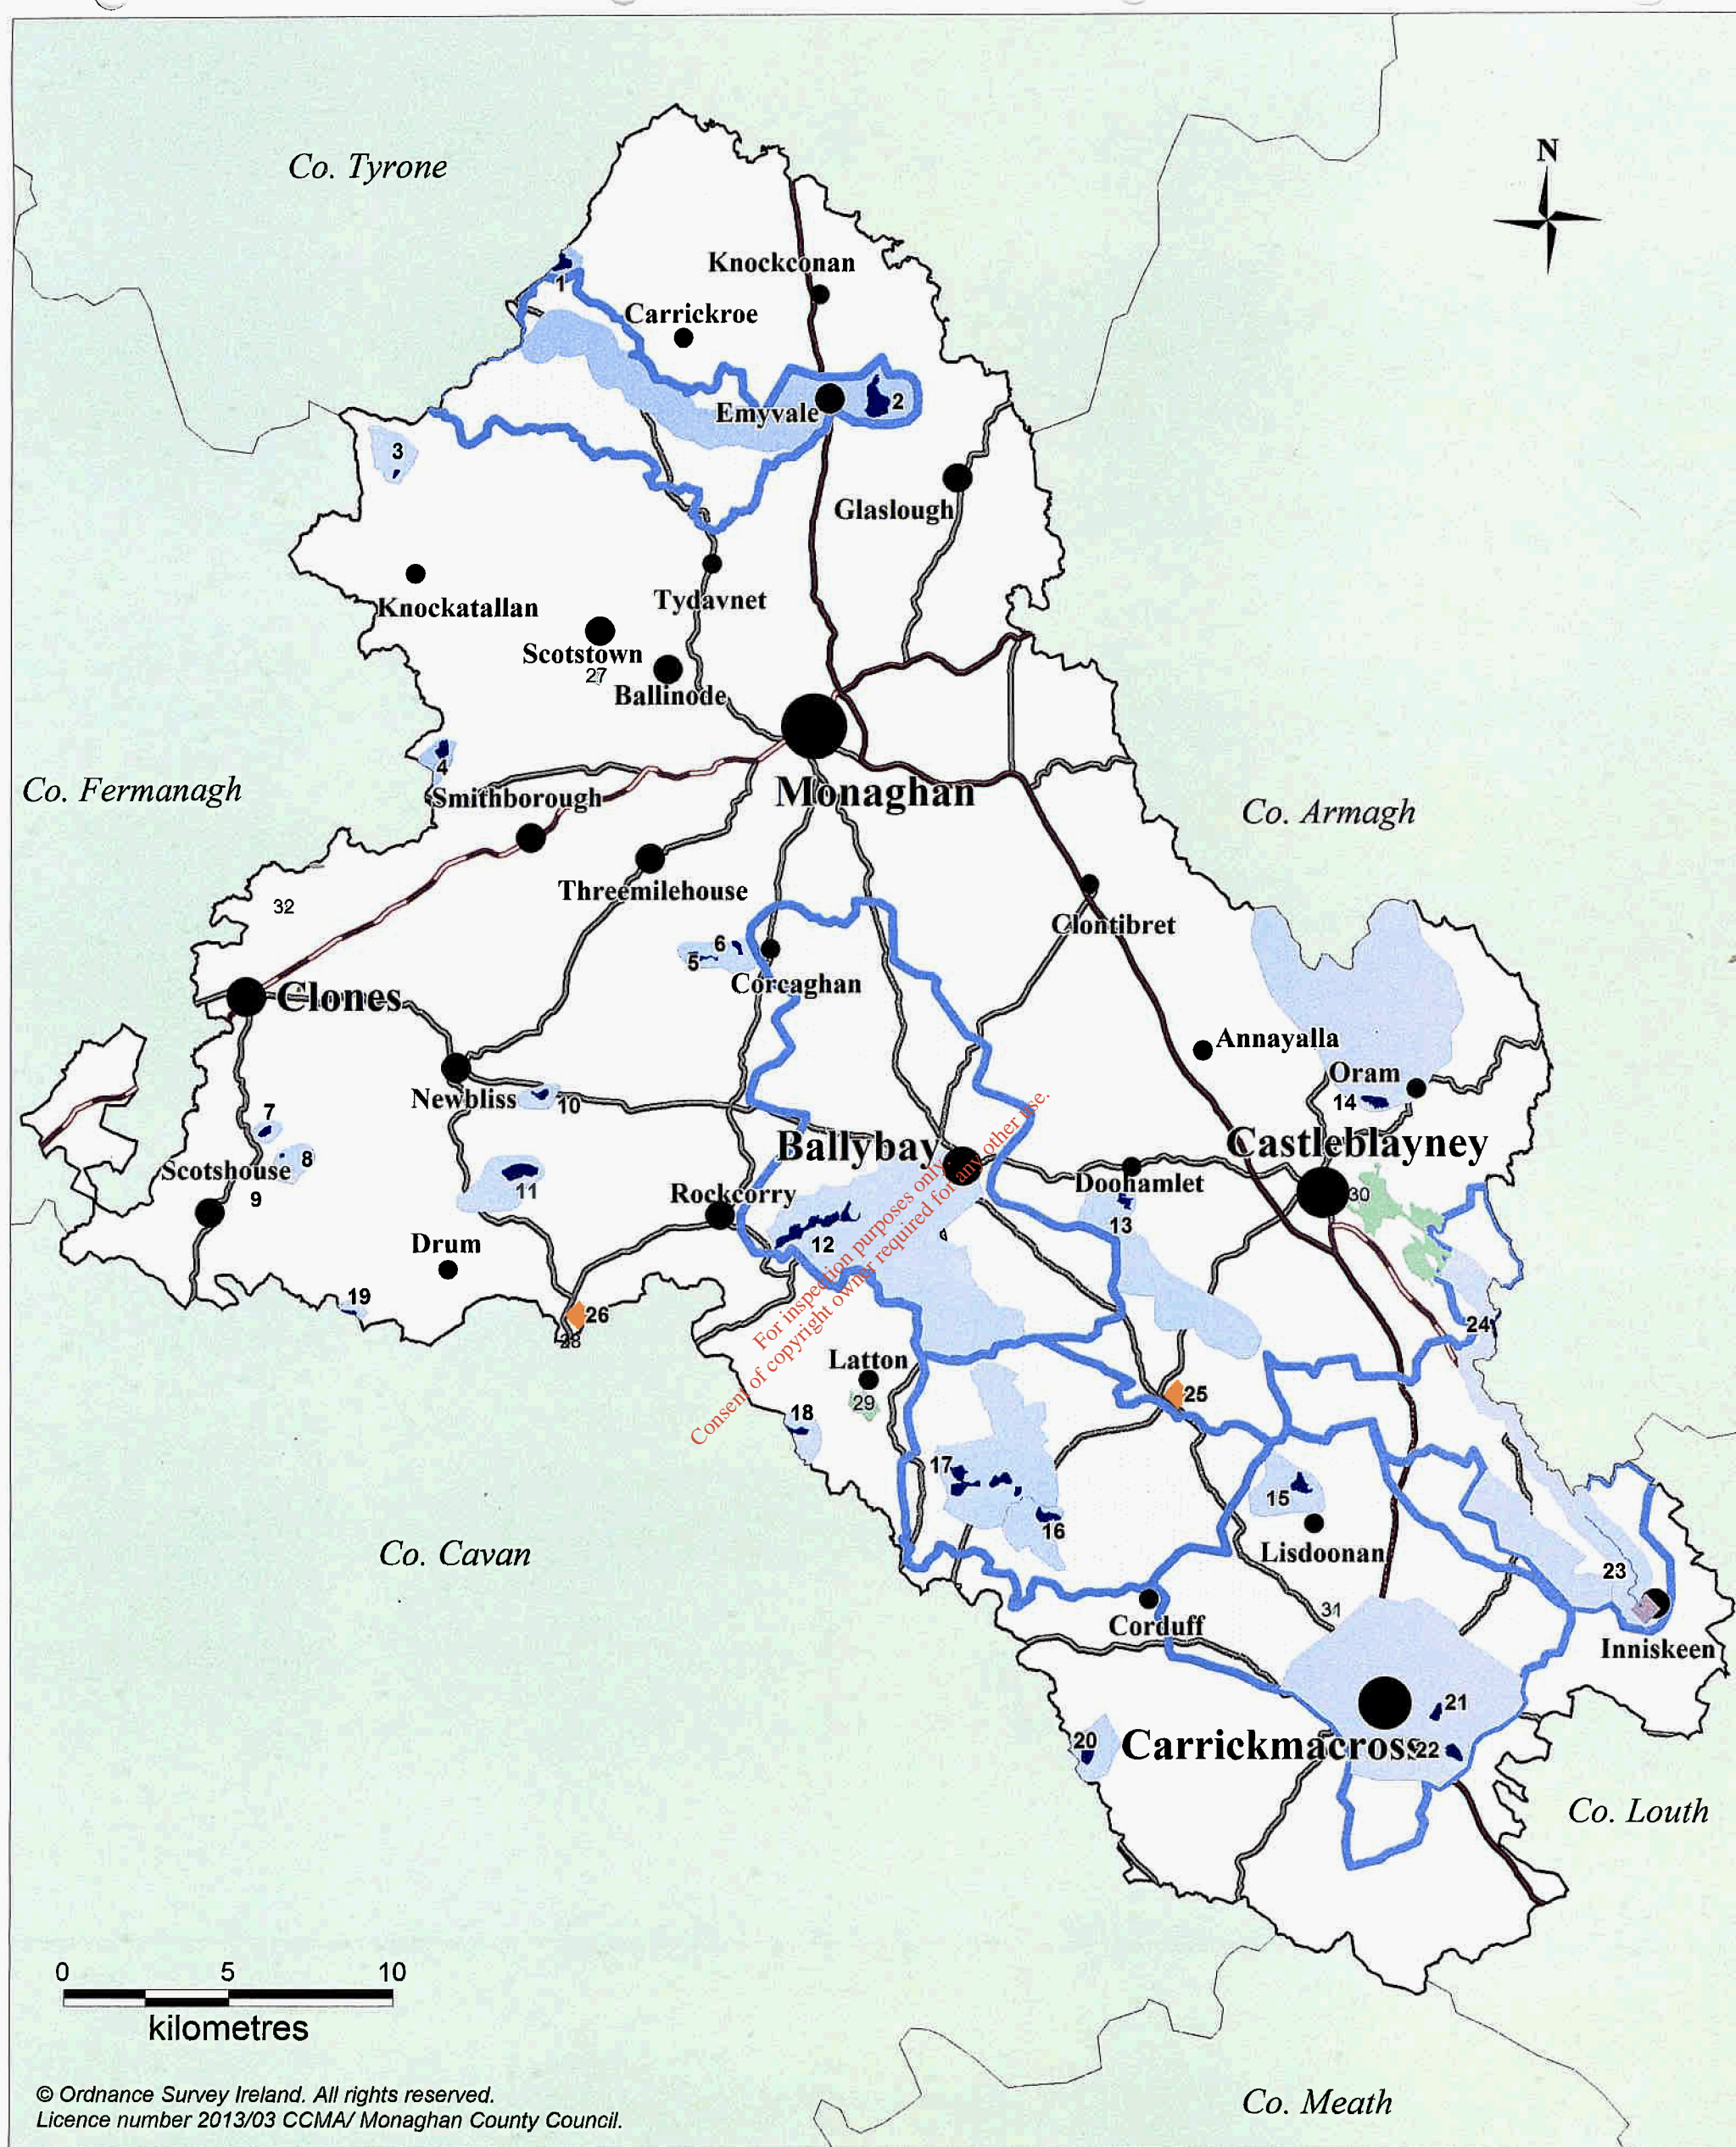 Co. Tyrone
N
Knockconan
1
Carrickroe
Emyvale
2
3
Glaslough
Knockatallan
Tydavnet
Scotstown
27
Ballinode
4
Co. Fermanagh
Smithborough
Monaghan
Co. Armagh
Threemilehouse
32
Clontibret
6
5
Corcaghan
Clones
Annayalla
Oram
Newbliss
10
14
7
Ballybay
Castleblayney
8
Scotshouse
9
11
Rockcorry
Doohamlet
30
13
Drum
12
19
26
28
24
For inspection purposes only.
Consent of copyright owner required for any other use.
Latton
29
25
18
17
15
16
Co. Cavan
Lisdoonan
23
31
Corduff
Inniskeen
21
20
Carrickmacross
22
Co. Louth
0 5 10
kilometres
© Ordnance Survey Ireland. All rights reserved.
Licence number 2013/03 CCMA/ Monaghan County Council.
Co. Meath